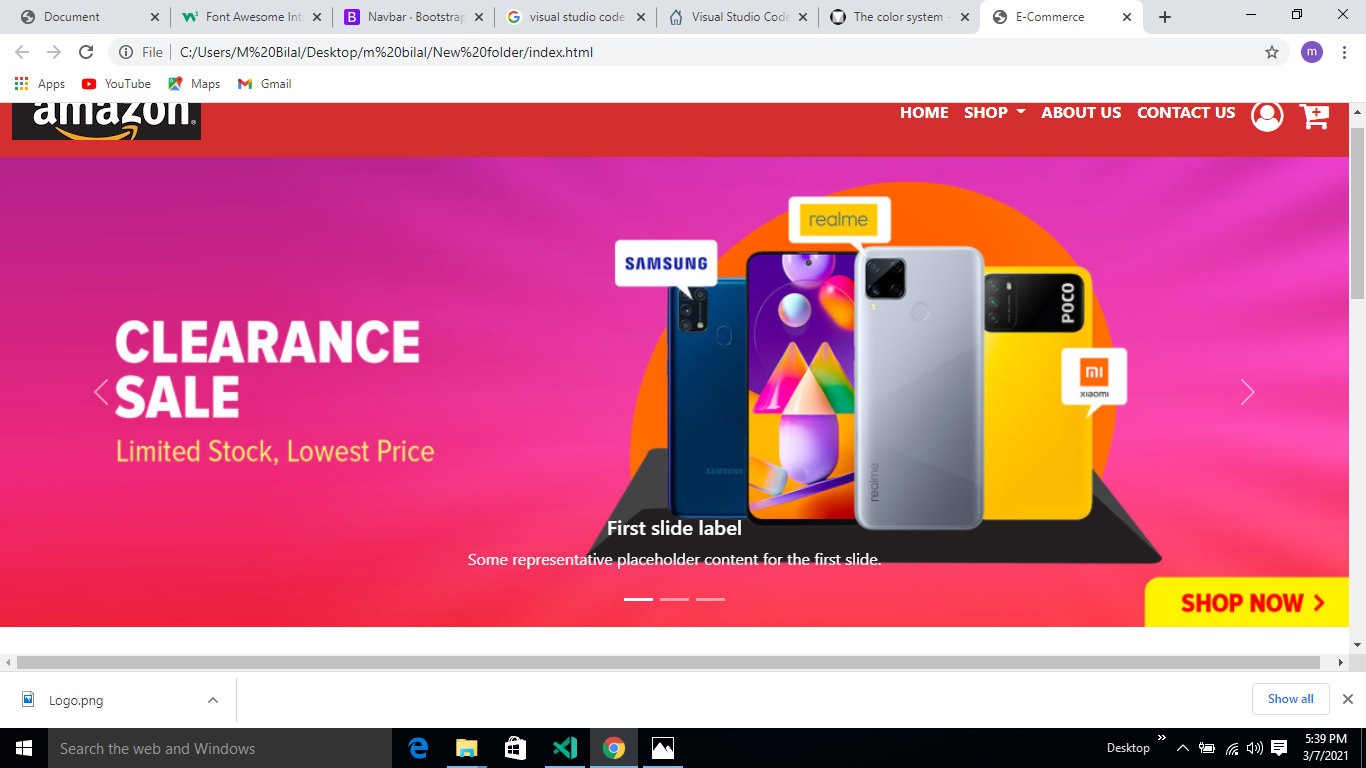 Document
Font Awesome Int
Navbar · Bootstrap
visual studio code
Visual Studio Code
The color system -
E-Commerce
File
C:/Users/M%20Bilal/Desktop/m%20bilal/New%20folder/index.html
m
Apps
YouTube
Maps
Gmail
amazon
HOME
SHOP
ABOUT US
CONTACT US
realme
SAMSUNG
POCO
mi
xiaomi
CLEARANCE
SALE
Limited Stock, Lowest Price
SAMSUNG
realme
First slide label
Some representative placeholder content for the first slide.
SHOP NOW >
Logo.png
Show all
Search the web and Windows
Desktop
5:39 PM
3/7/2021